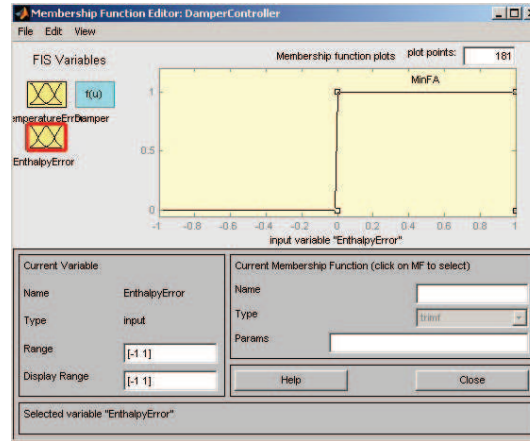 Membership Function Editor: DamperController
File Edit View
FIS Variables
Membership function plots plot points: 181
f(u)
Damper
EnthalpyError
MinFA
1
0.5
0
-1 -0.8 -0.6 -0.4 -0.2 0 0.2 0.4 0.6 0.8 1
input variable "EnthalpyError"
Current Variable
Name EnthalpyError
Type input
Range [-1 1]
Display Range [-1 1]
Current Membership Function (click on MF to select)
Name
Type trimf
Params
Help Close
Selected variable "EnthalpyError"